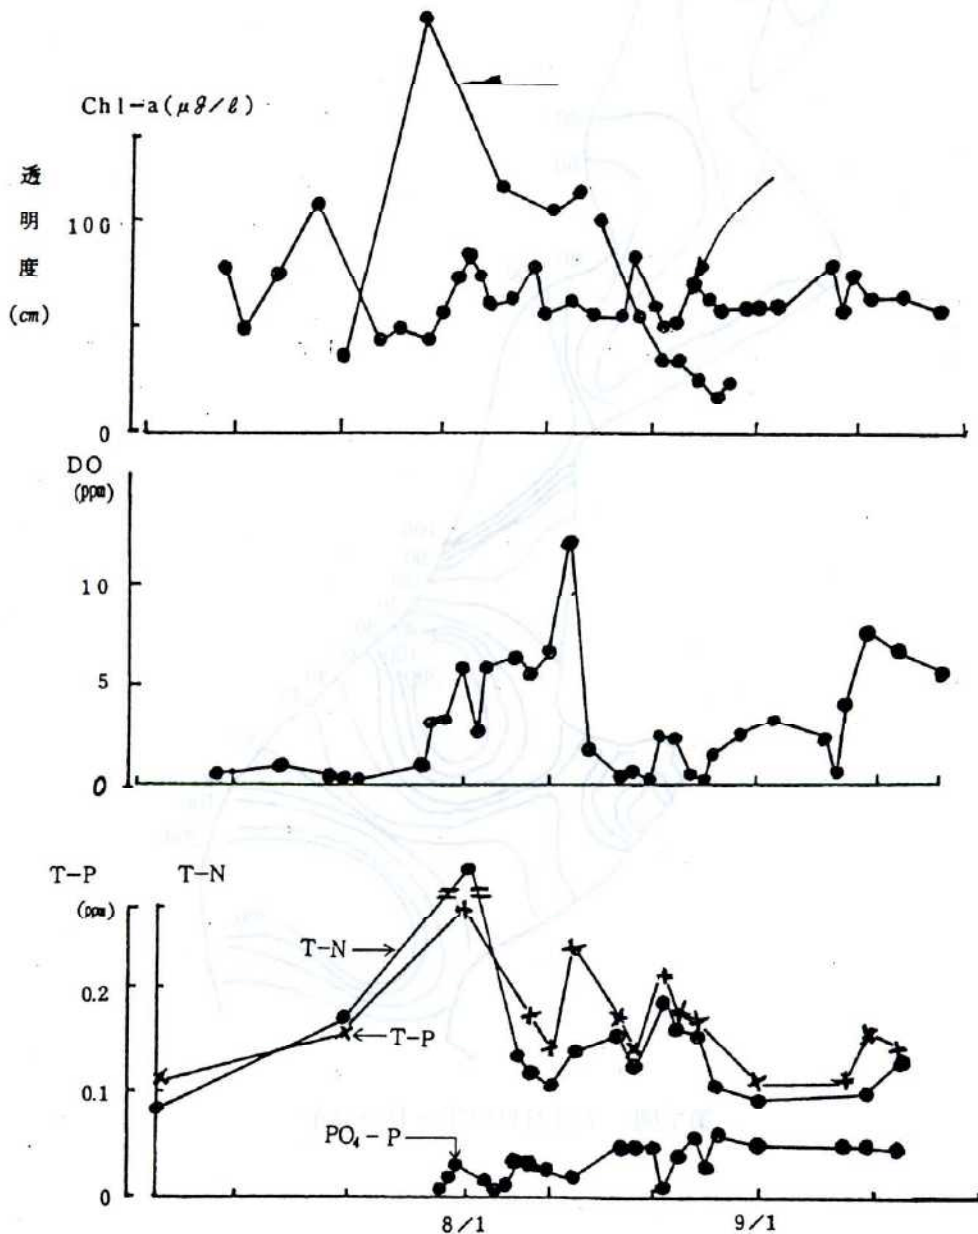 Chl-a(μg/ℓ)
透明度
(cm)
100
0
DO
(ppm)
10
5
0
T-P T-N
(ppm)
T-N
0.2
T-P
0.1
PO₄-P
0
8/1 9/1